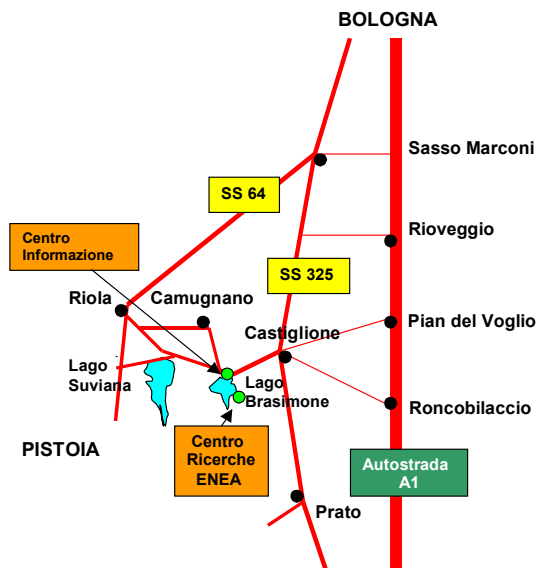 BOLOGNA
Sasso Marconi
SS 64
Rioveggio
Centro
Informazione
SS 325
Riola
Camugnano
Pian del Voglio
Castiglione
Lago
Suviana
Lago
Brasimone
Roncobilaccio
PISTOIA
Centro
Ricerche
ENEA
Autostrada
A1
Prato